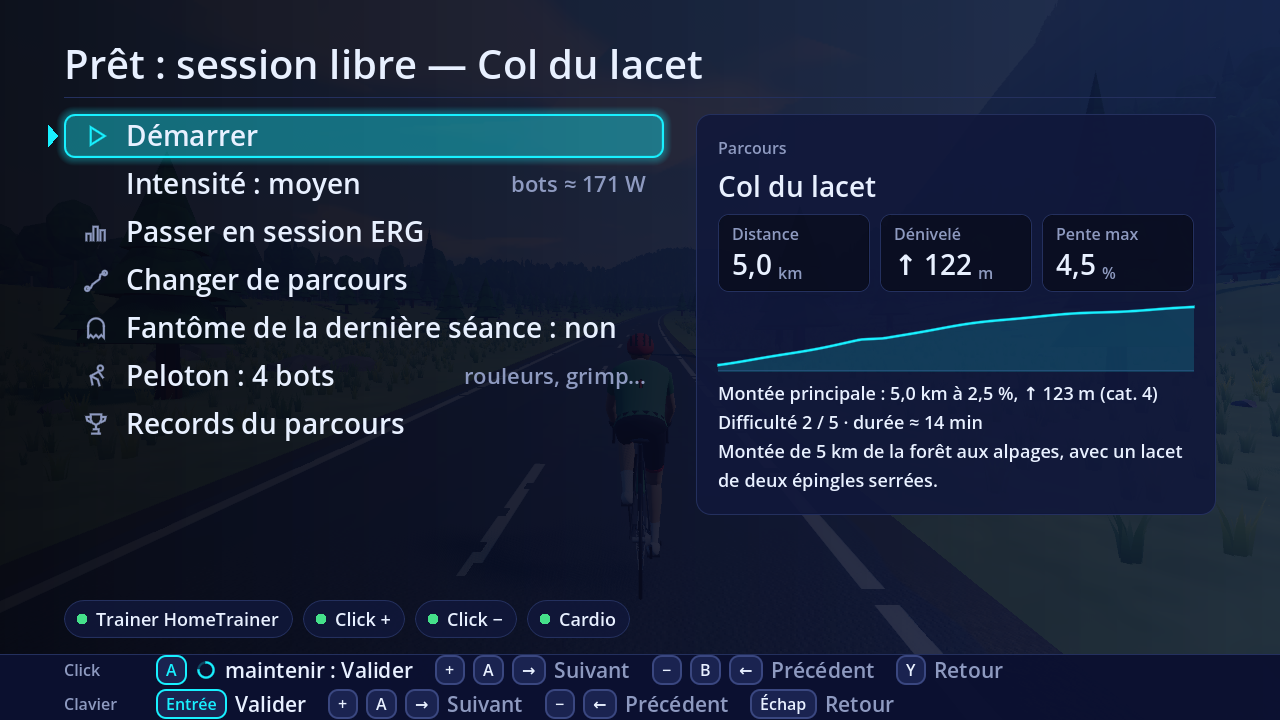 Prêt : session libre — Col du lacet
Démarrer
Intensité : moyen bots ≈ 171 W
Passer en session ERG
Changer de parcours
Fantôme de la dernière séance : non
Peloton : 4 bots rouleurs, grimp...
Records du parcours
Parcours
Col du lacet
Distance Dénivelé Pente max
5,0 km ↑ 122 m 4,5 %
Montée principale : 5,0 km à 2,5 %, ↑ 123 m (cat. 4)
Difficulté 2 / 5 · durée ≈ 14 min
Montée de 5 km de la forêt aux alpages, avec un lacet
de deux épingles serrées.
Trainer HomeTrainer Click + Click − Cardio
Click A maintenir : Valider + A → Suivant − B ← Précédent Y Retour
Clavier Entrée Valider + A → Suivant − ← Précédent Échap Retour